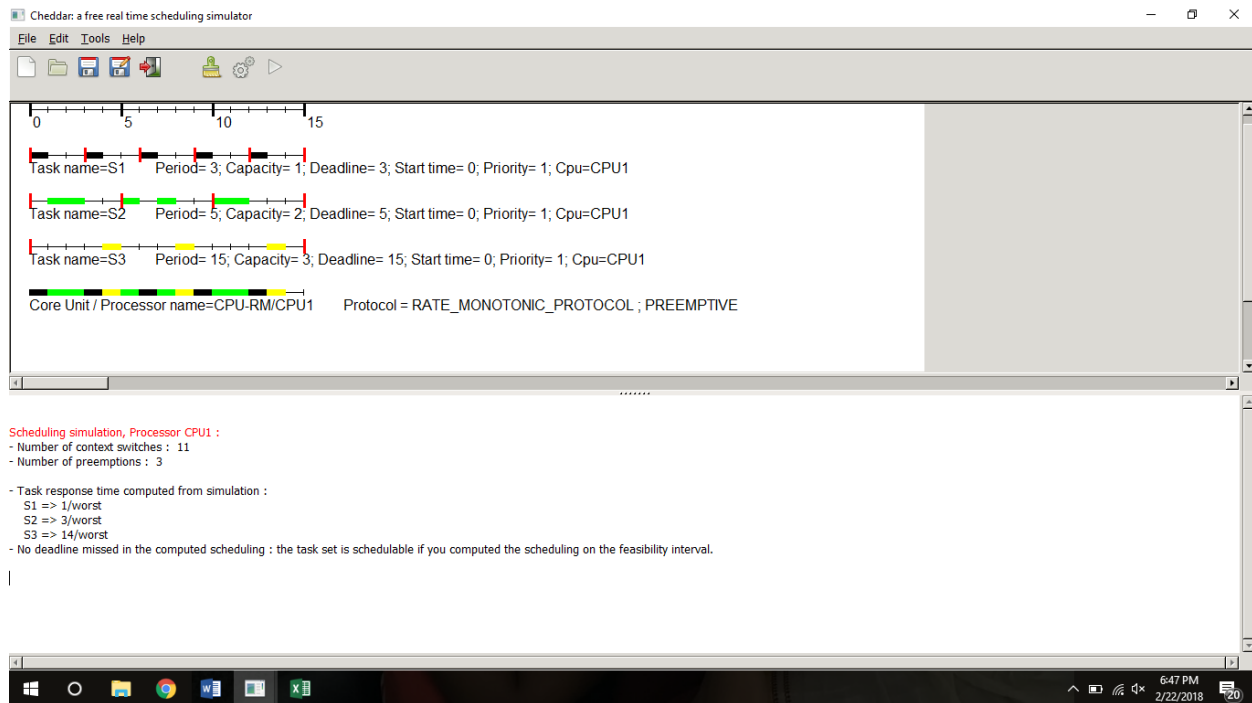 Cheddar: a free real time scheduling simulator
File Edit Tools Help
0 5 10 15
Task name=S1 Period= 3; Capacity= 1; Deadline= 3; Start time= 0; Priority= 1; Cpu=CPU1
Task name=S2 Period= 5; Capacity= 2; Deadline= 5; Start time= 0; Priority= 1; Cpu=CPU1
Task name=S3 Period= 15; Capacity= 3; Deadline= 15; Start time= 0; Priority= 1; Cpu=CPU1
Core Unit / Processor name=CPU-RM/CPU1 Protocol = RATE_MONOTONIC_PROTOCOL ; PREEMPTIVE
Scheduling simulation, Processor CPU1 :
- Number of context switches : 11
- Number of preemptions : 3
- Task response time computed from simulation :
S1 => 1/worst
S2 => 3/worst
S3 => 14/worst
- No deadline missed in the computed scheduling : the task set is schedulable if you computed the scheduling on the feasibility interval.
6:47 PM
2/22/2018
20